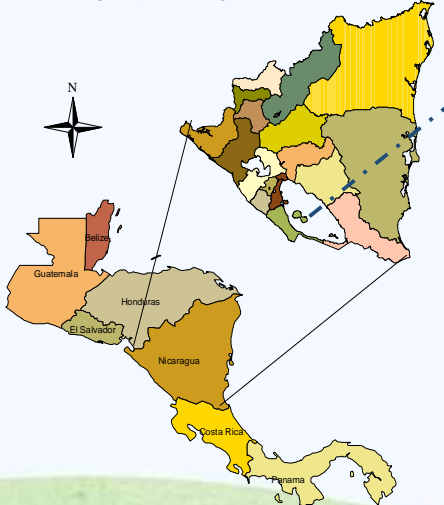 N
Belize
Guatemala
Honduras
El Salvador
Nicaragua
Costa Rica
Panama